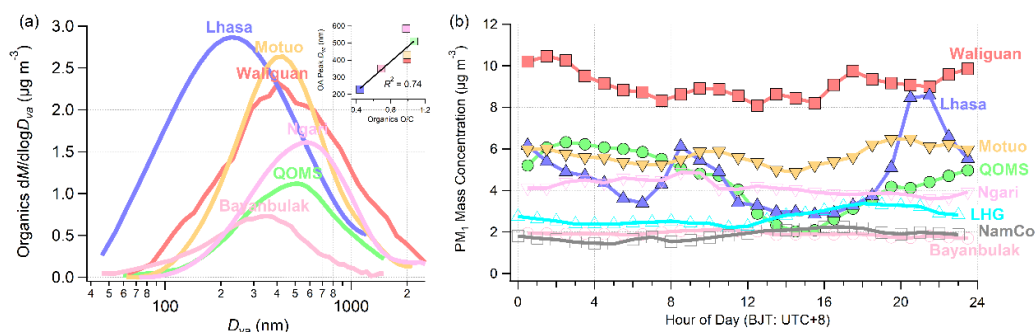 (a)
Organics dM/dlogDva (µg m-3)
3.0
2.5
2.0
1.5
1.0
0.5
0.0
Lhasa
Motuo
Waliguan
Ngari
QOMS
Bayanbulak
4 5 6 7 8 100 2 3 4 5 6 7 8 1000 2
Dva (nm)
OA Peak Dva (nm)
600
500
400
300
200
R2 = 0.74
0.4 0.8 1.2
Organics O/C
(b)
PM1 Mass Concentration (µg m-3)
12
10
8
6
4
2
0
Waliguan
Lhasa
Motuo
QOMS
Ngari
LHG
NamCo
Bayanbulak
0 4 8 12 16 20 24
Hour of Day (BJT: UTC+8)